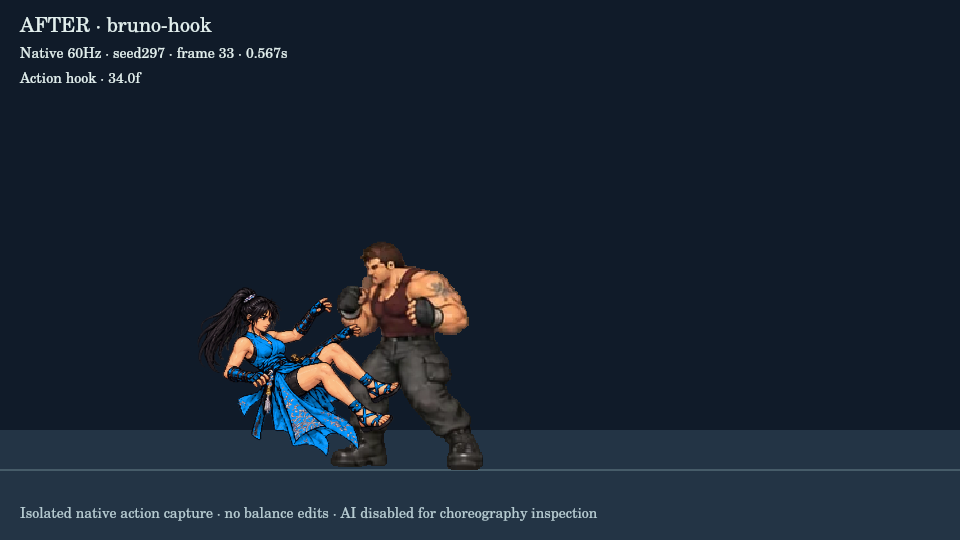 AFTER · bruno-hook
Native 60Hz · seed297 · frame 33 · 0.567s
Action hook · 34.0f
Isolated native action capture · no balance edits · AI disabled for choreography inspection